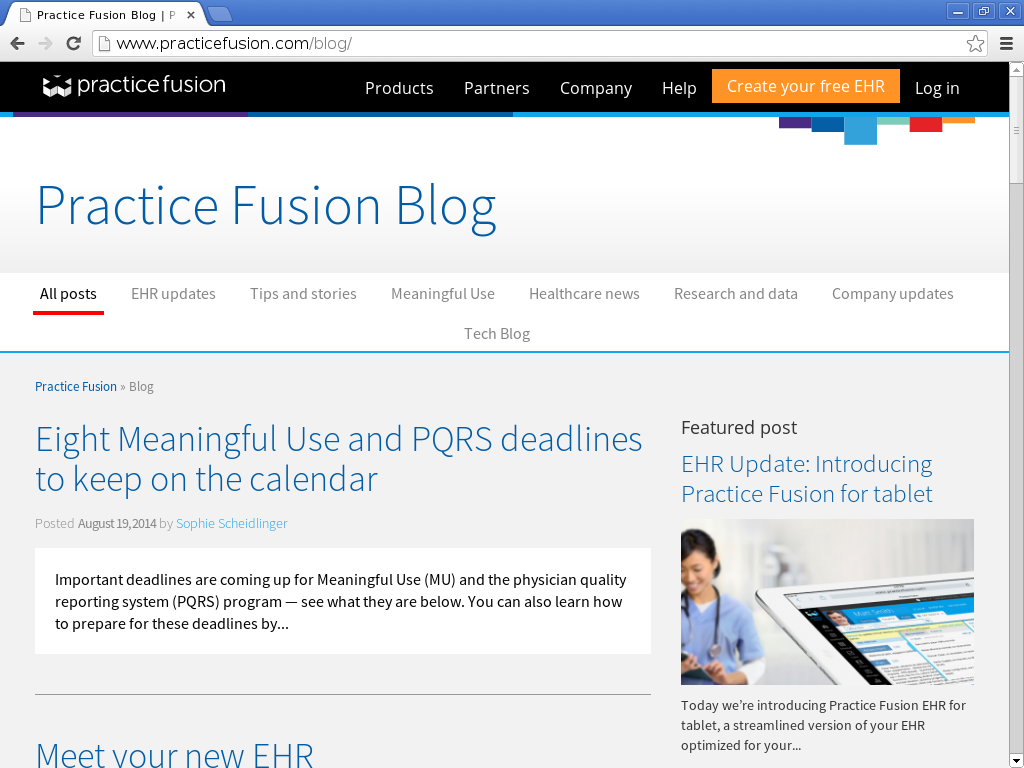 Practice Fusion Blog | P
www.practicefusion.com/blog/
practice fusion
Products Partners Company Help Create your free EHR Log in
Practice Fusion Blog
All posts EHR updates Tips and stories Meaningful Use Healthcare news Research and data Company updates
Tech Blog
Practice Fusion » Blog
Eight Meaningful Use and PQRS deadlines
to keep on the calendar
Posted August 19, 2014 by Sophie Scheidlinger
Important deadlines are coming up for Meaningful Use (MU) and the physician quality
reporting system (PQRS) program — see what they are below. You can also learn how
to prepare for these deadlines by...
Meet your new EHR
Featured post
EHR Update: Introducing
Practice Fusion for tablet
Today we're introducing Practice Fusion EHR for
tablet, a streamlined version of your EHR
optimized for your...